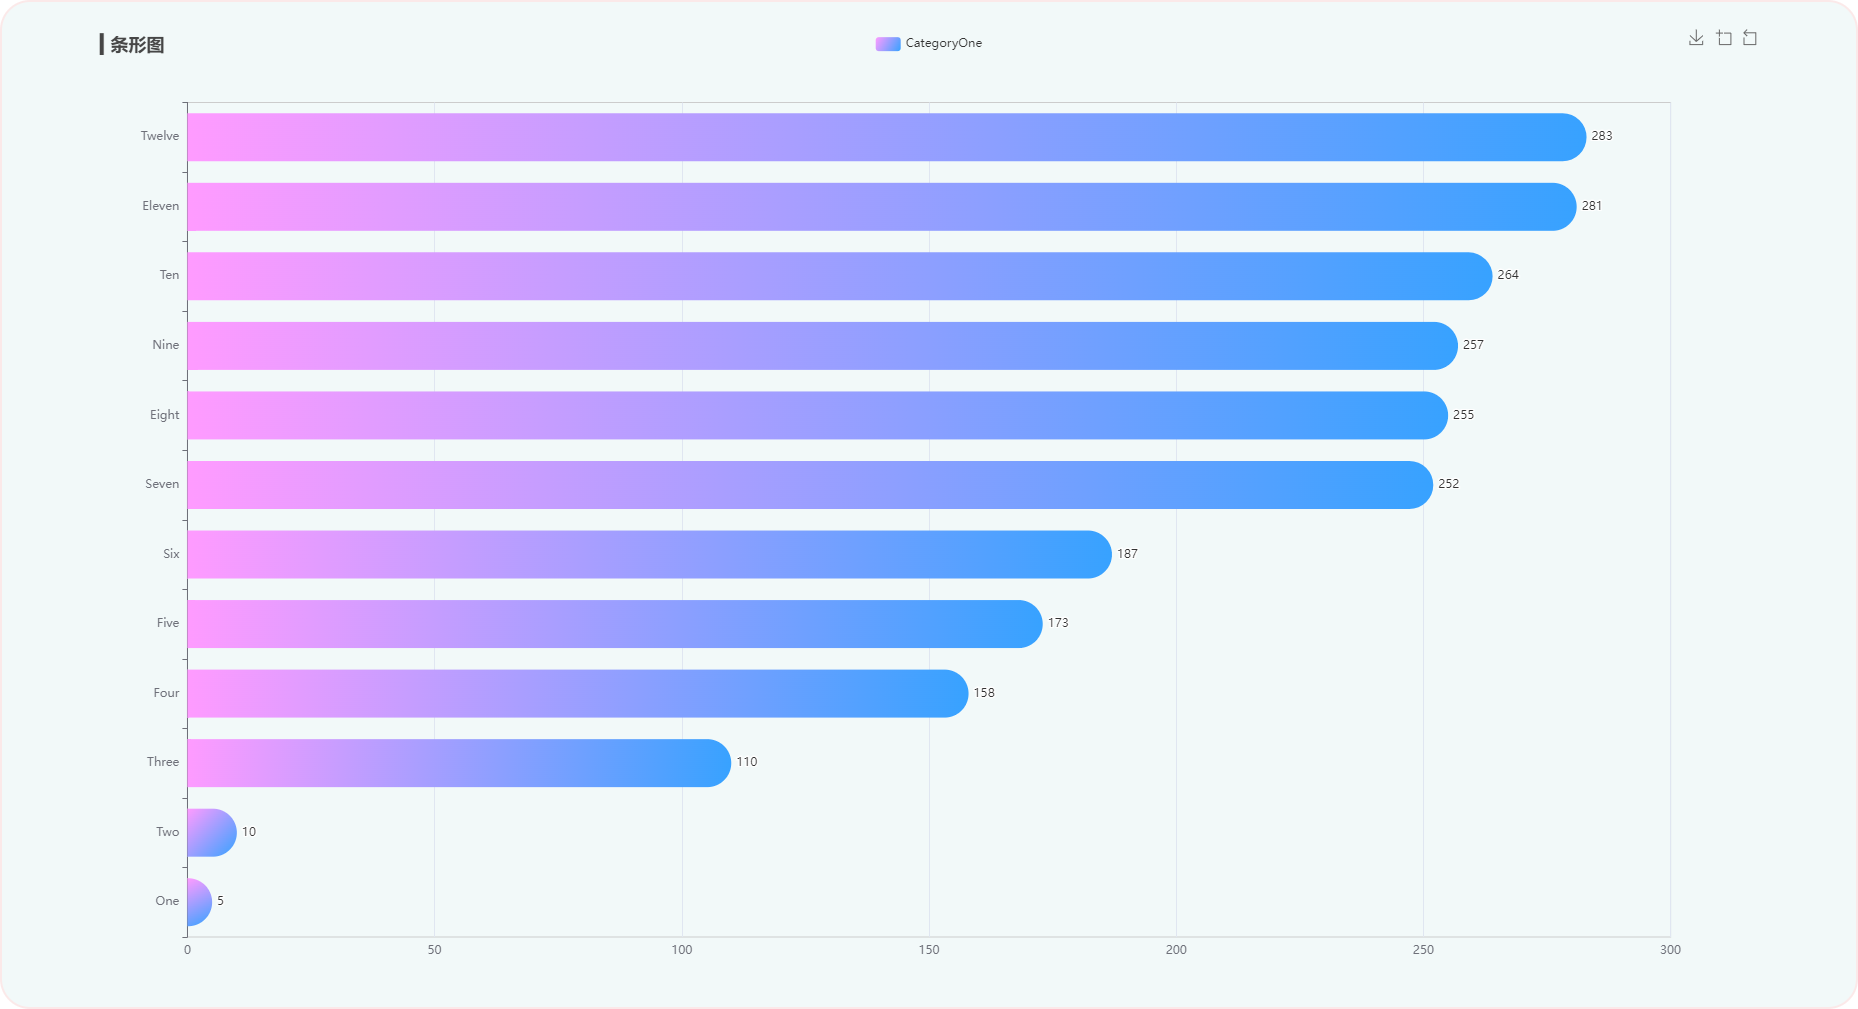 条形图
CategoryOne
Twelve 283
Eleven 281
Ten 264
Nine 257
Eight 255
Seven 252
Six 187
Five 173
Four 158
Three 110
Two 10
One 5
0 50 100 150 200 250 300